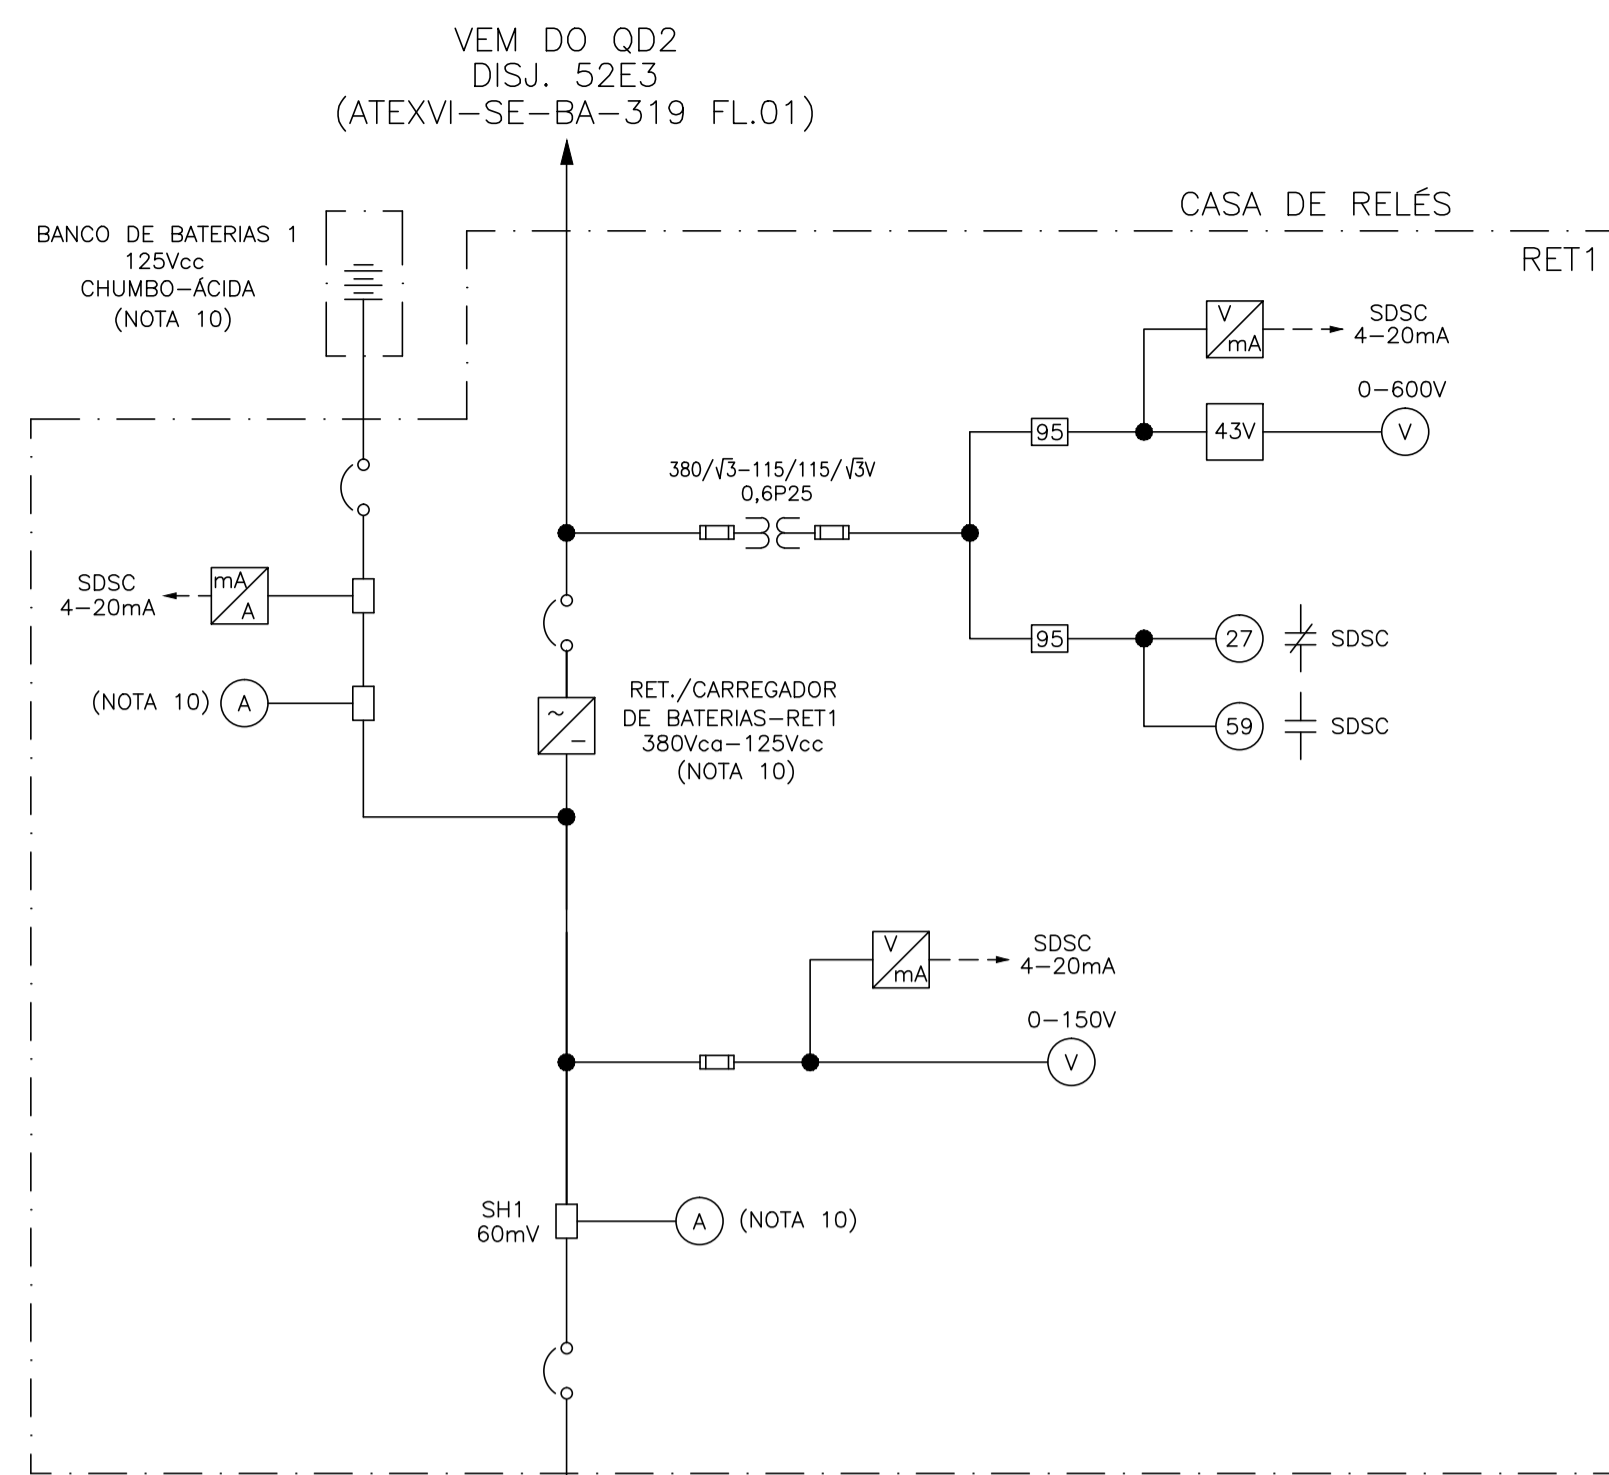 VEM DO QD2
DISJ. 52E3
(ATEXVI-SE-BA-319 FL.01)
CASA DE RELÉS
RET1
BANCO DE BATERIAS 1
125Vcc
CHUMBO-ÁCIDA
(NOTA 10)
V
mA
SDSC
4-20mA
0-600V
95
43V
V
380/√3-115/115/√3V
0,6P25
SDSC
4-20mA
mA
A
95
27
SDSC
59
SDSC
(NOTA 10)
A
RET./CARREGADOR
DE BATERIAS-RET1
380Vca-125Vcc
(NOTA 10)
~
-
V
mA
SDSC
4-20mA
0-150V
V
SH1
60mV
A
(NOTA 10)